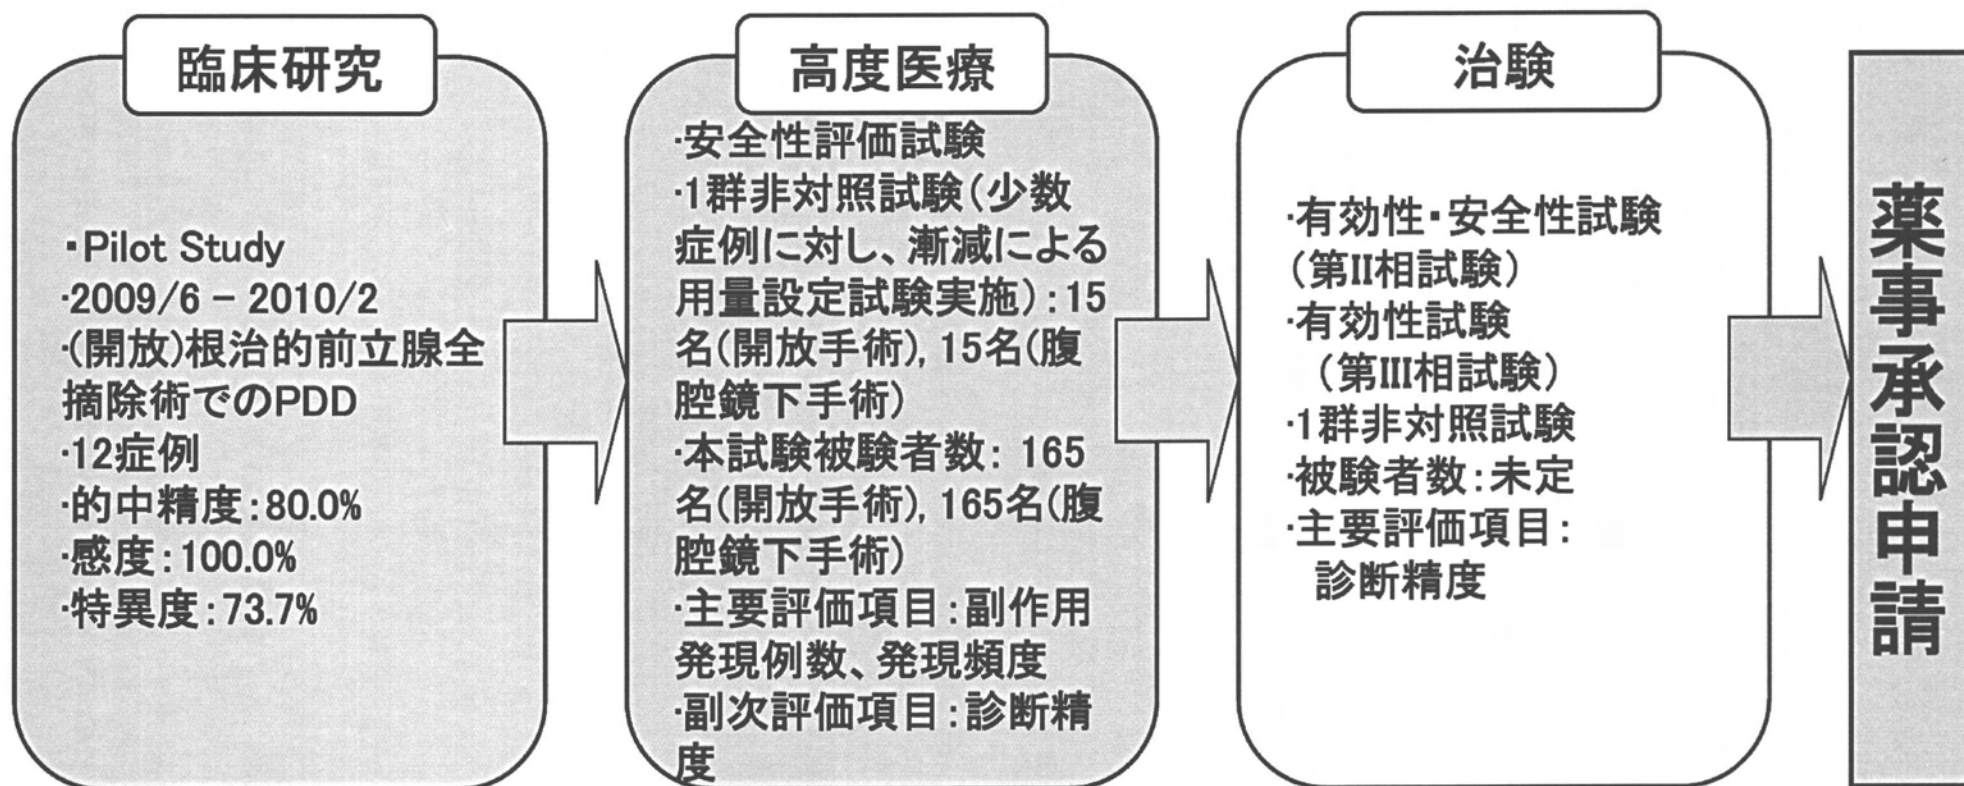 臨床研究
▪Pilot Study
·2009/6 − 2010/2
·(開放)根治的前立腺全
摘除術でのPDD
·12症例
·的中精度:80.0%
·感度:100.0%
·特異度:73.7%
高度医療
·安全性評価試験
·1群非対照試験(少数
症例に対し、漸減による
用量設定試験実施):15
名(開放手術), 15名(腹
腔鏡下手術)
·本試験被験者数: 165
名(開放手術), 165名(腹
腔鏡下手術)
·主要評価項目:副作用
発現例数、発現頻度
·副次評価項目:診断精
度
治験
·有効性・安全性試験
(第II相試験)
·有効性試験
(第III相試験)
·1群非対照試験
·被験者数:未定
·主要評価項目:
診断精度
薬事承認申請